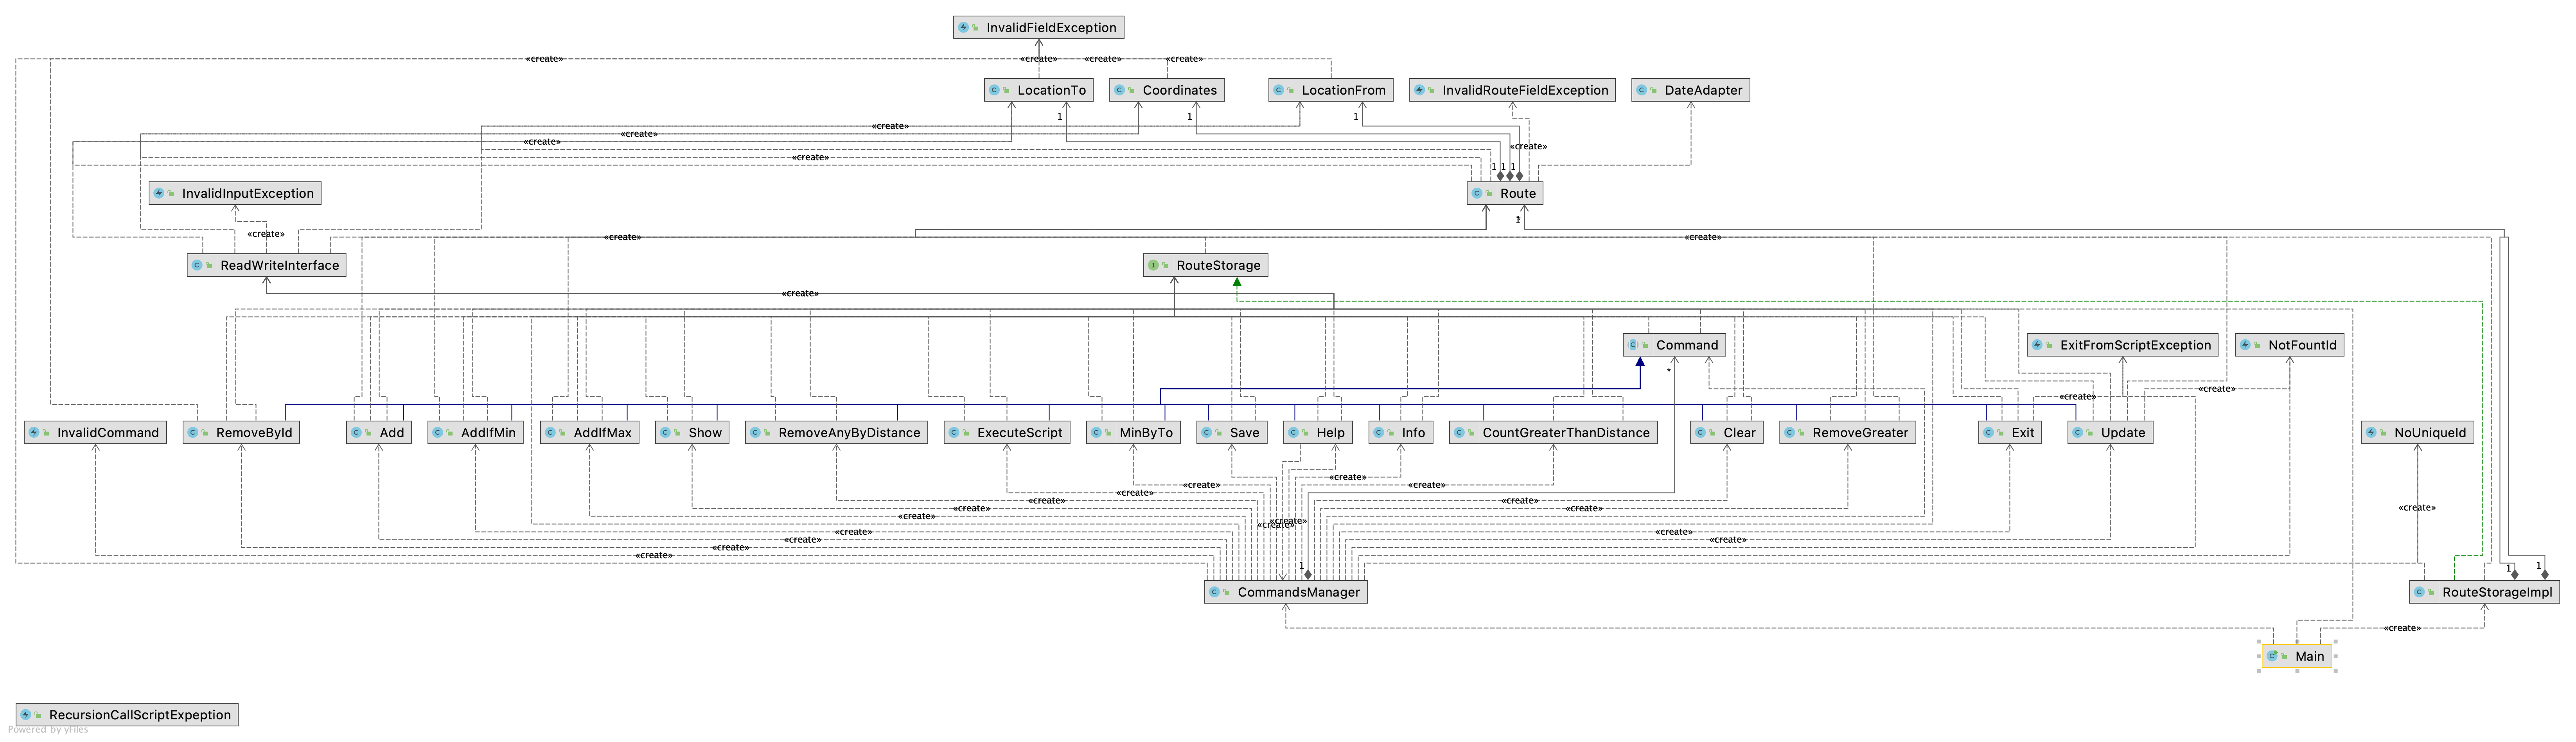 InvalidFieldException
«create» «create» «create» «create»
LocationTo Coordinates LocationFrom InvalidRouteFieldException DateAdapter
1 1 1
«create»
«create»
«create»
«create»
«create»
1 1 1
InvalidInputException Route
1
*
«create» «create» «create»
ReadWriteInterface RouteStorage
«create»
Command ExitFromScriptException NotFountId
*
«create»
«create»
InvalidCommand RemoveById Add AddIfMin AddIfMax Show RemoveAnyByDistance ExecuteScript MinByTo Save Help Info CountGreaterThanDistance Clear RemoveGreater Exit Update NoUniqueId
«create»
«create» «create»
«create»
«create» «create»
«create» «create» «create»
«create»
«create» «create»
«create» «create»
«create» «create»
«create»
«create»
1 1 1
CommandsManager RouteStorageImpl
«create»
Main
RecursionCallScriptExpeption
Powered by yFiles